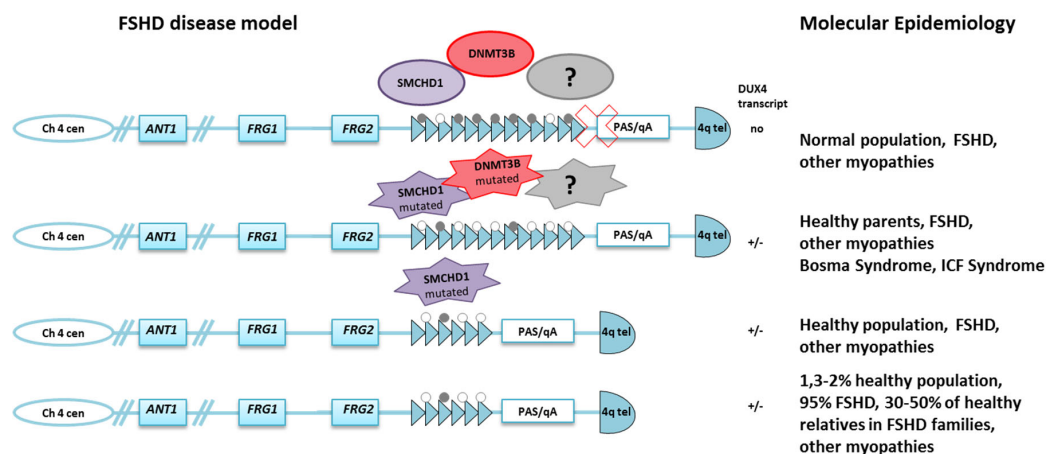 FSHD disease model
Molecular Epidemiology
DNMT3B
SMCHD1
?
DUX4
transcript
Ch 4 cen
ANT1
FRG1
FRG2
PAS/qA
4q tel
no
Normal population, FSHD,
other myopathies
DNMT3B
mutated
SMCHD1
mutated
?
Ch 4 cen
ANT1
FRG1
FRG2
PAS/qA
4q tel
+/-
Healthy parents, FSHD,
other myopathies
Bosma Syndrome, ICF Syndrome
SMCHD1
mutated
Ch 4 cen
ANT1
FRG1
FRG2
PAS/qA
4q tel
+/-
Healthy population, FSHD,
other myopathies
Ch 4 cen
ANT1
FRG1
FRG2
PAS/qA
4q tel
+/-
1,3-2% healthy population,
95% FSHD, 30-50% of healthy
relatives in FSHD families,
other myopathies